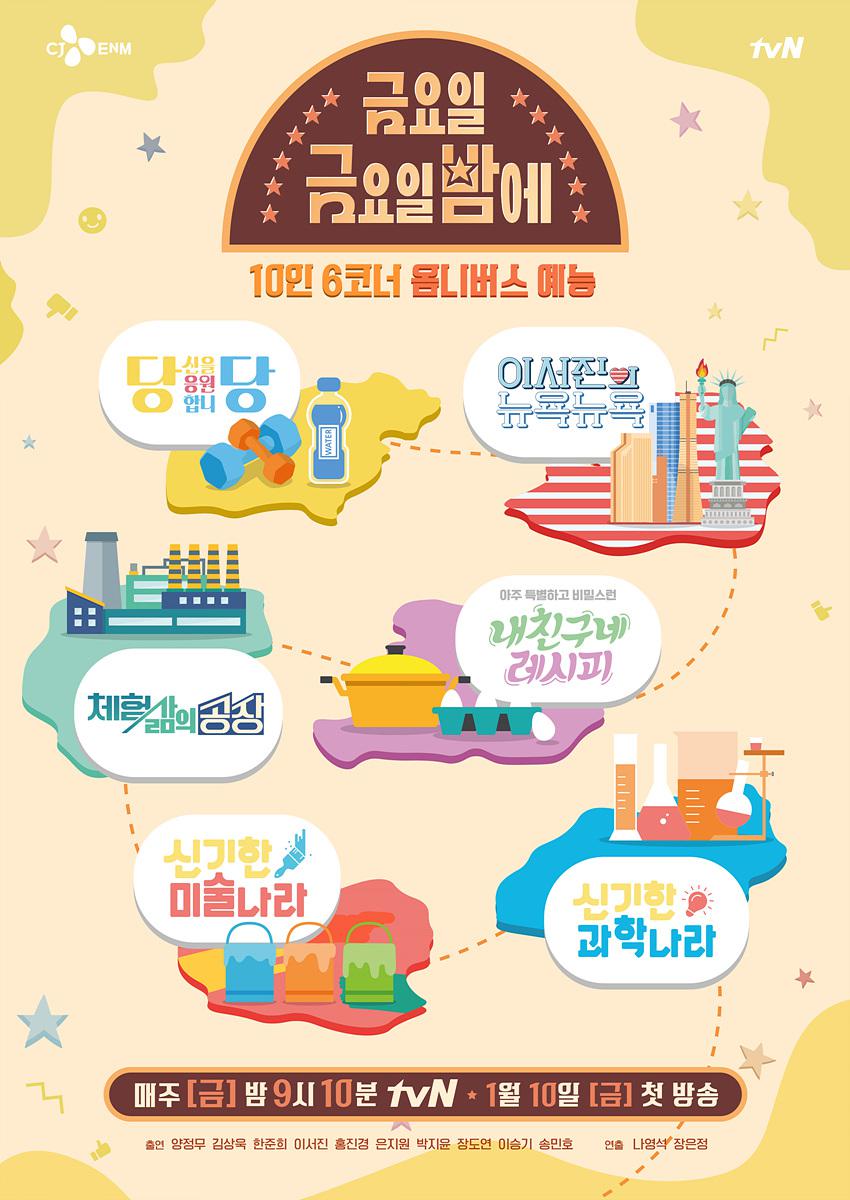 CJ ENM
tvN
금요일
금요일밤에
10인 6코너 옴니버스 예능
당신을 응원합니당
이서진의
뉴욕뉴욕
WATER
아주 특별하고 비밀스런
내친구네
레시피
체험 삶의 공장
신기한
미술나라
신기한
과학나라
매주 [금] 밤 9시 10분 tvN 1월 10일 [금] 첫 방송
출연 양정무 김상욱 한준희 이서진 홍진경 은지원 박지윤 장도연 이승기 송민호 연출 나영석 장은정